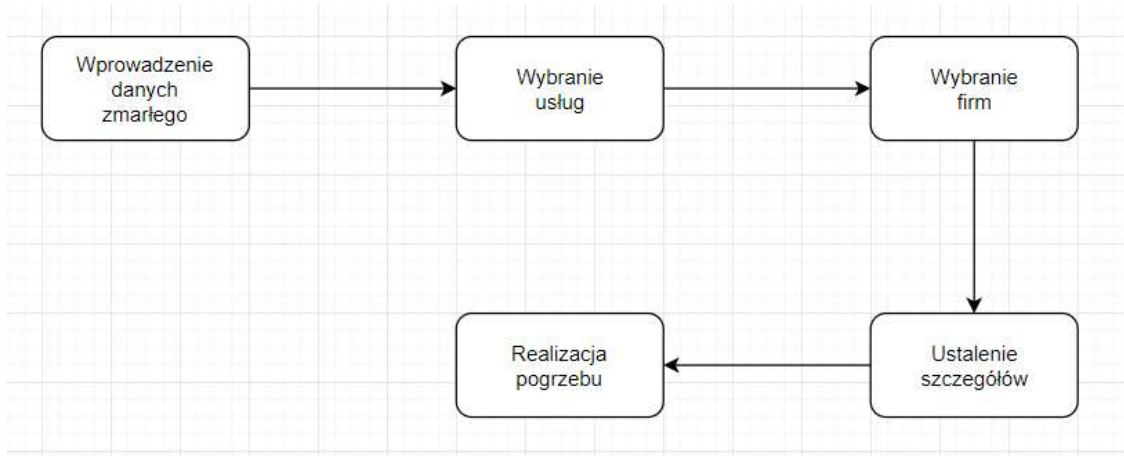 Wprowadzenie
danych
zmarłego
Wybranie
usług
Wybranie
firm
Realizacja
pogrzebu
Ustalenie
szczegółów